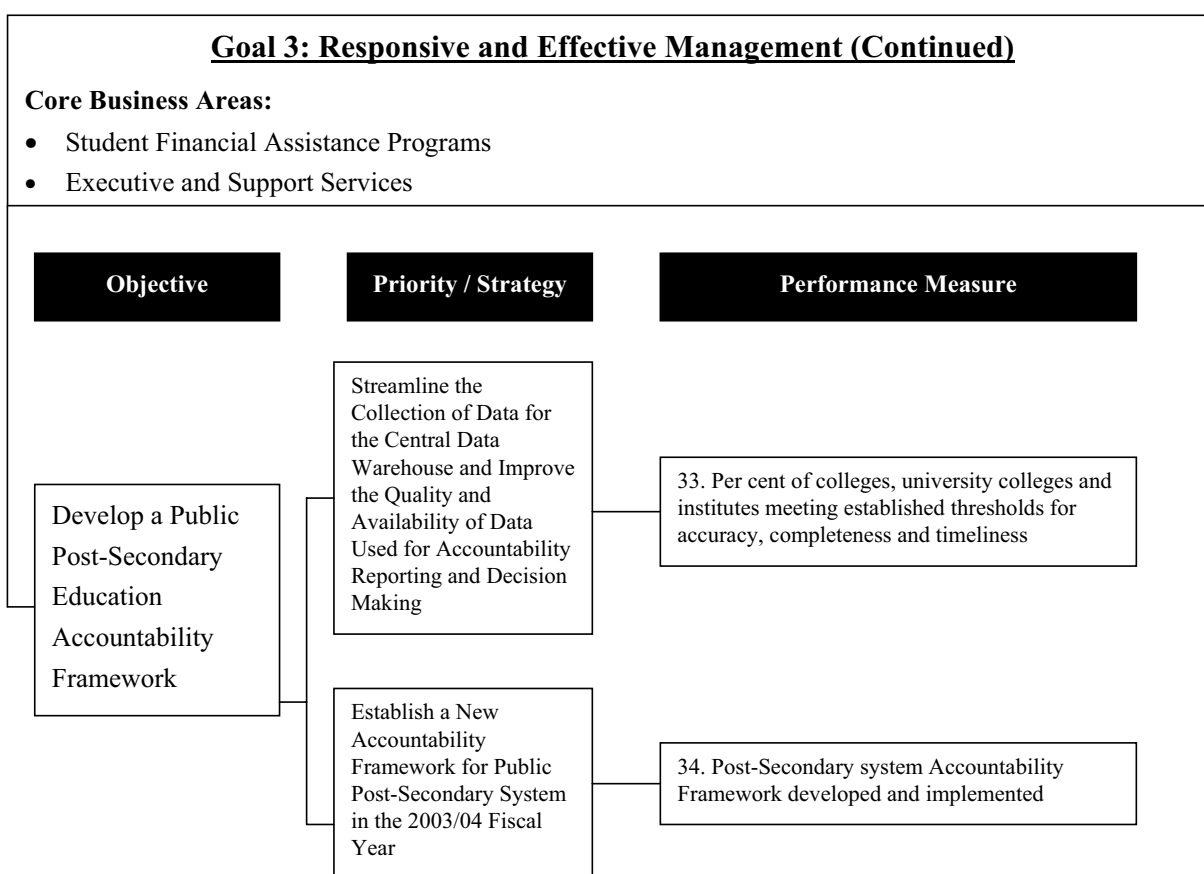 Goal 3: Responsive and Effective Management (Continued)
Core Business Areas:
• Student Financial Assistance Programs
• Executive and Support Services
Objective
Priority / Strategy
Performance Measure
Develop a Public
Post-Secondary
Education
Accountability
Framework
Streamline the
Collection of Data for
the Central Data
Warehouse and Improve
the Quality and
Availability of Data
Used for Accountability
Reporting and Decision
Making
33. Per cent of colleges, university colleges and
institutes meeting established thresholds for
accuracy, completeness and timeliness
Establish a New
Accountability
Framework for Public
Post-Secondary System
in the 2003/04 Fiscal
Year
34. Post-Secondary system Accountability
Framework developed and implemented